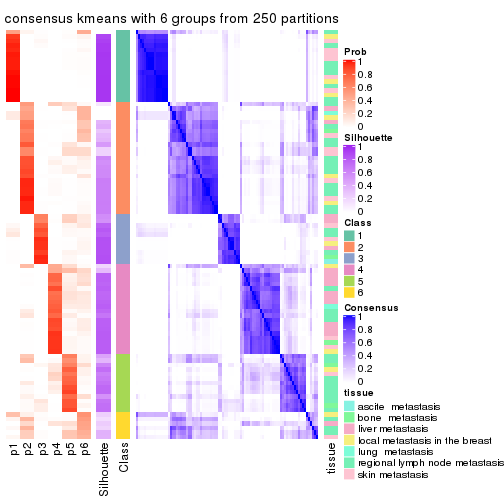 consensus kmeans with 6 groups from 250 partitions
Prob
1
0.8
0.6
0.4
0.2
0
Silhouette
1
0.8
0.6
0.4
0.2
0
Class
1
2
3
4
5
6
Consensus
1
0.8
0.6
0.4
0.2
0
tissue
ascite metastasis
bone metastasis
liver metastasis
local metastasis in the breast
lung metastasis
regional lymph node metastasis
skin metastasis
p1
p2
p3
p4
p5
p6
Silhouette
Class
tissue